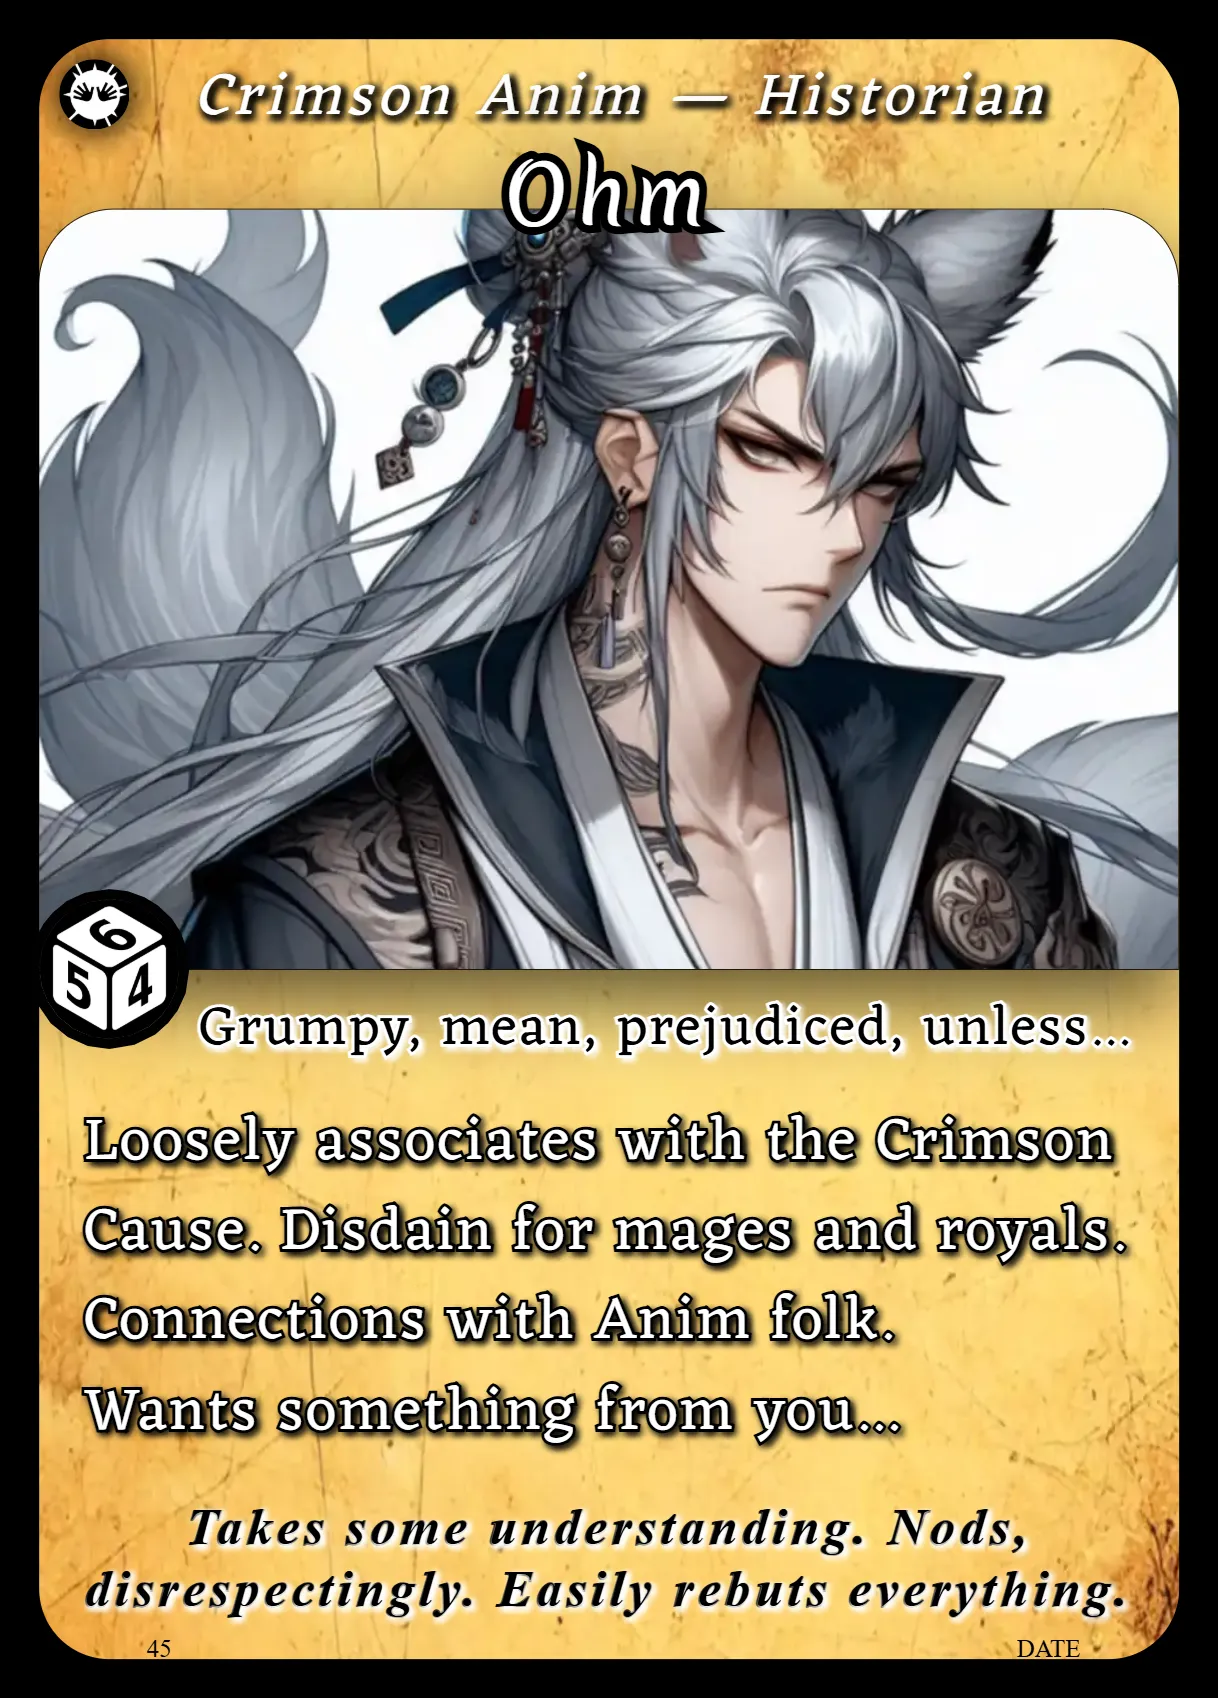 Crimson Anim — Historian
Ohm
6
5 4
Grumpy, mean, prejudiced, unless...
Loosely associates with the Crimson
Cause. Disdain for mages and royals.
Connections with Anim folk.
Wants something from you...
Takes some understanding. Nods,
disrespectingly. Easily rebuts everything.
45 DATE